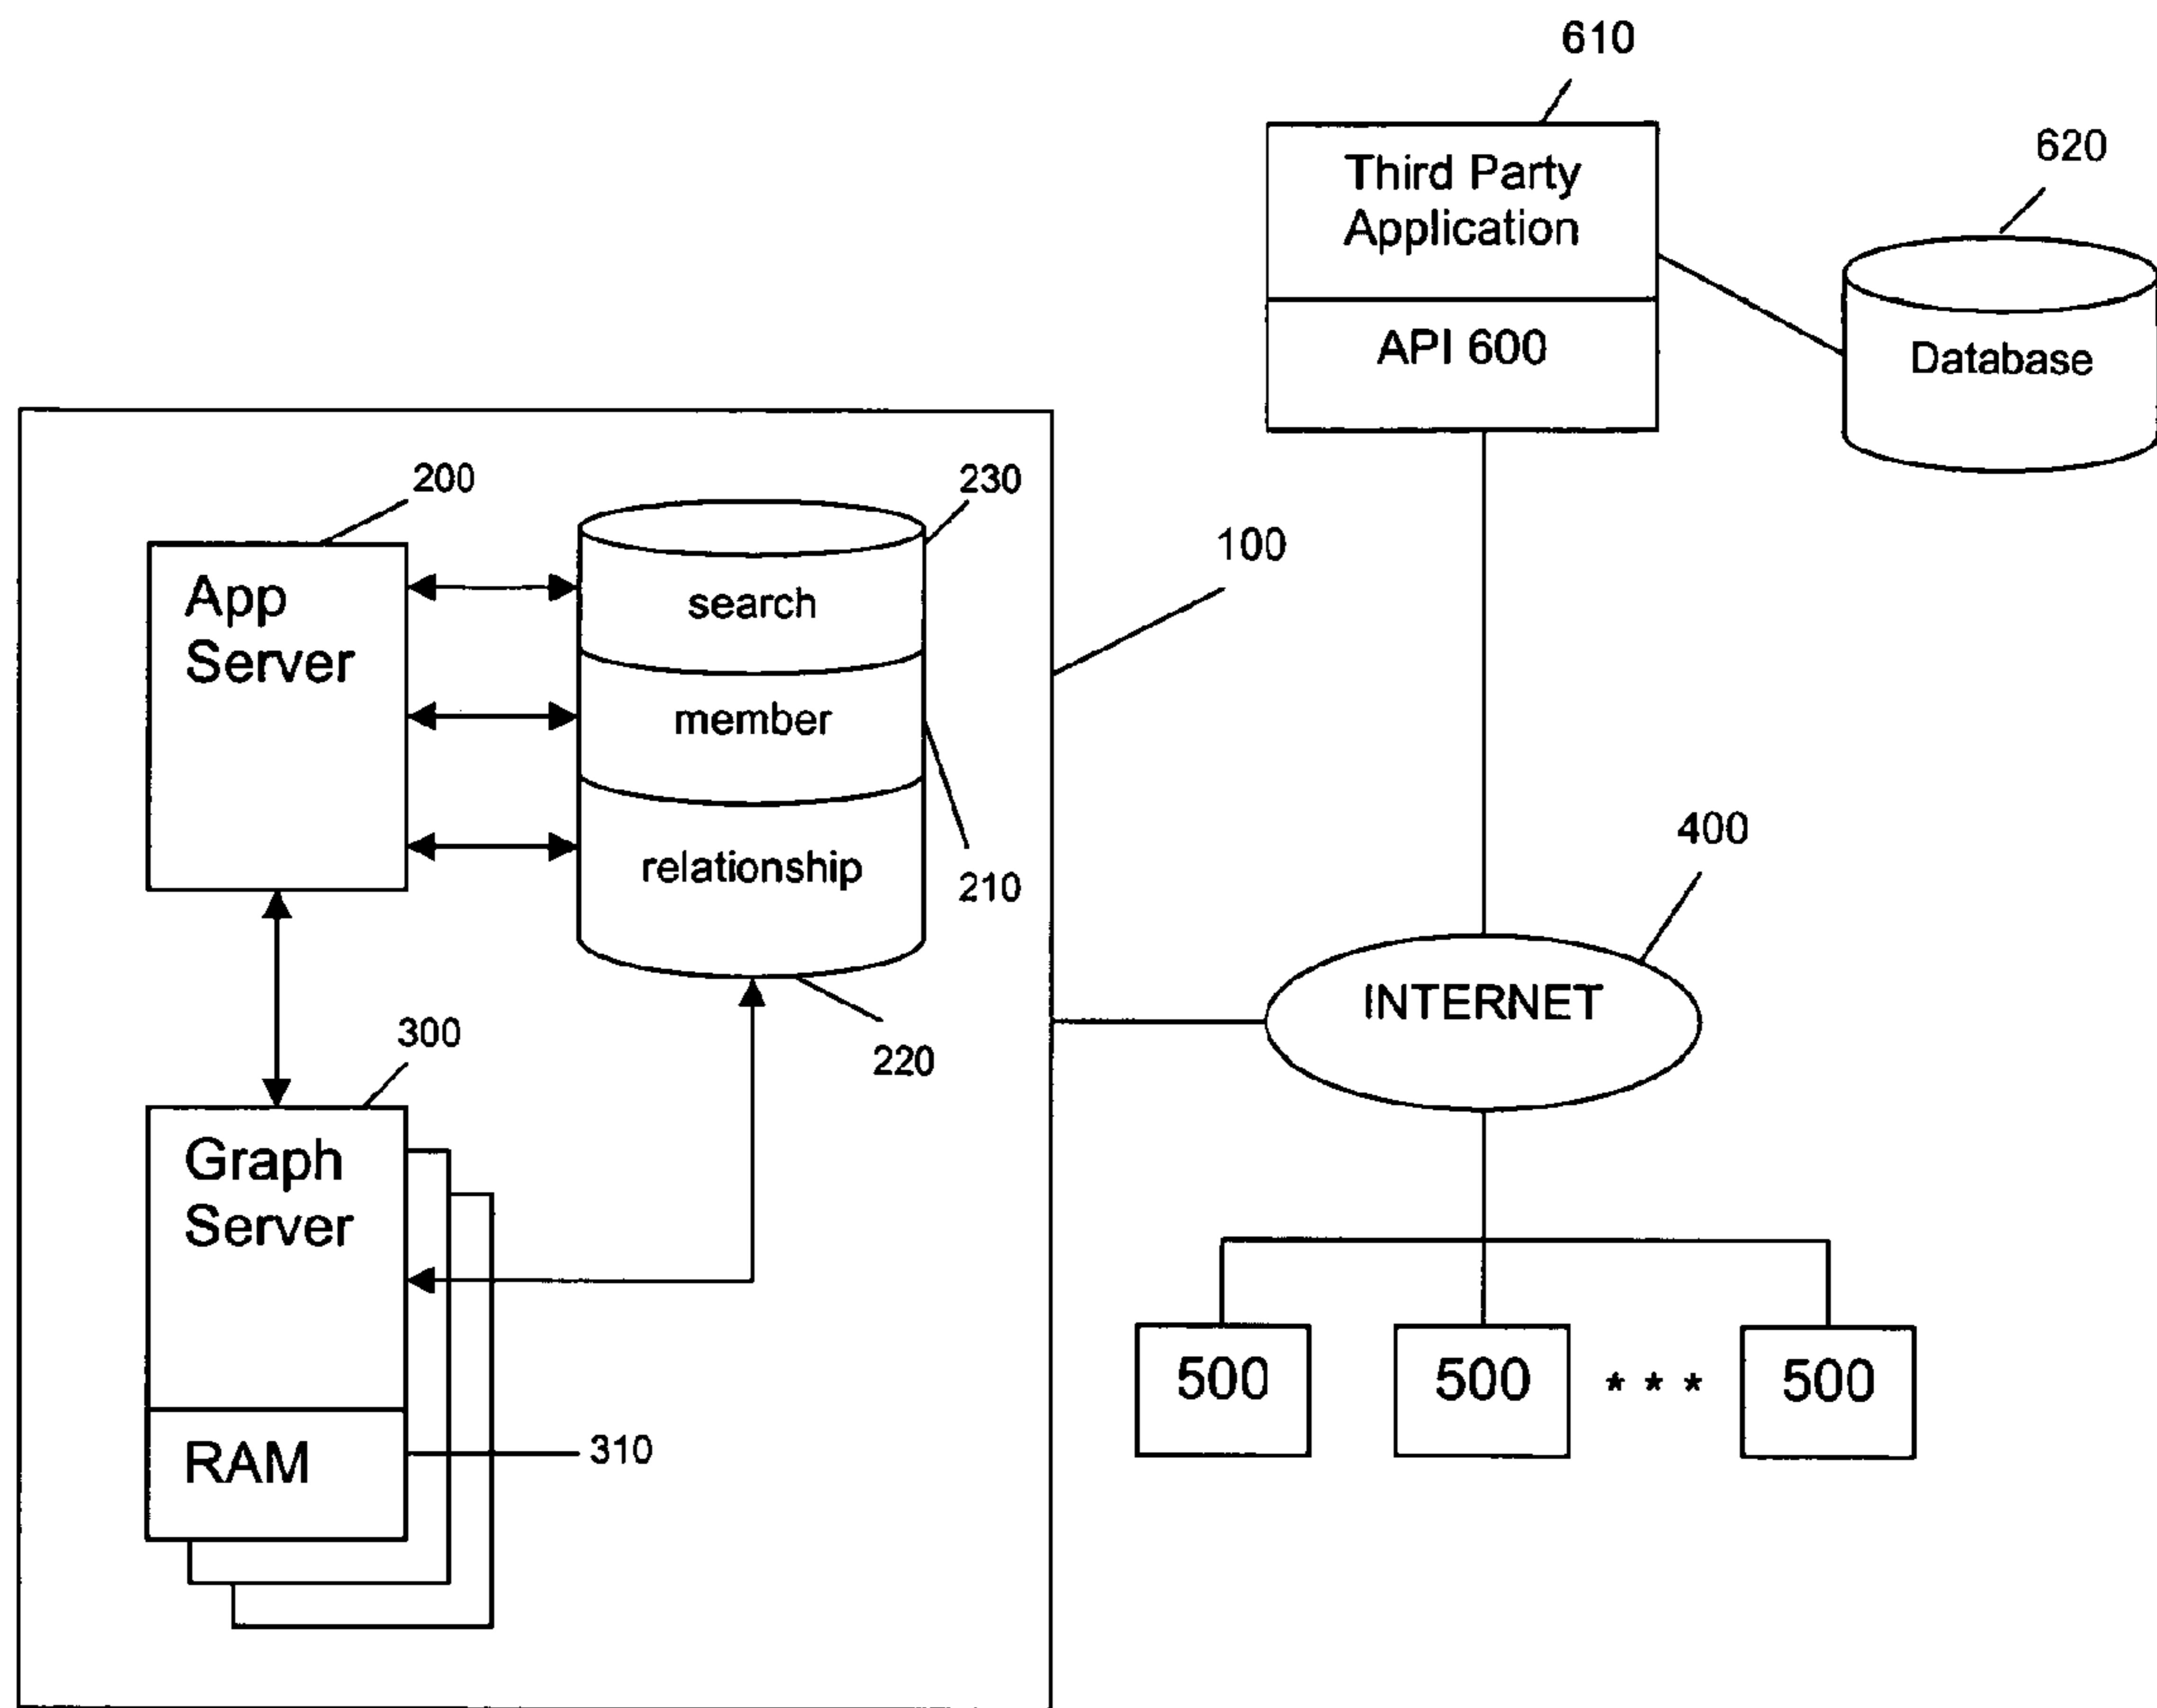 610
Third Party
Application
620
API 600
Database
200
230
100
App
Server
search
member
210
400
relationship
INTERNET
300
220
Graph
Server
500
500
* * *
500
RAM
310